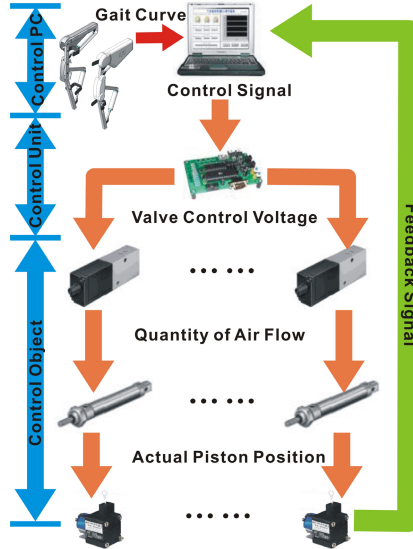 Gait Curve
Control PC
Control Signal
Control Unit
Valve Control Voltage
Feedback Signal
... ...
Quantity of Air Flow
Control Object
... ...
Actual Piston Position
... ...